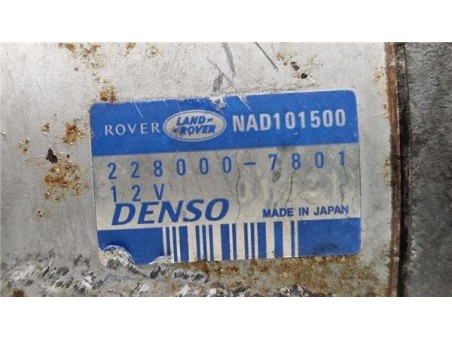 ROVER LAND-ROVER NAD101500
228000-7801
12V
DENSO MADE IN JAPAN